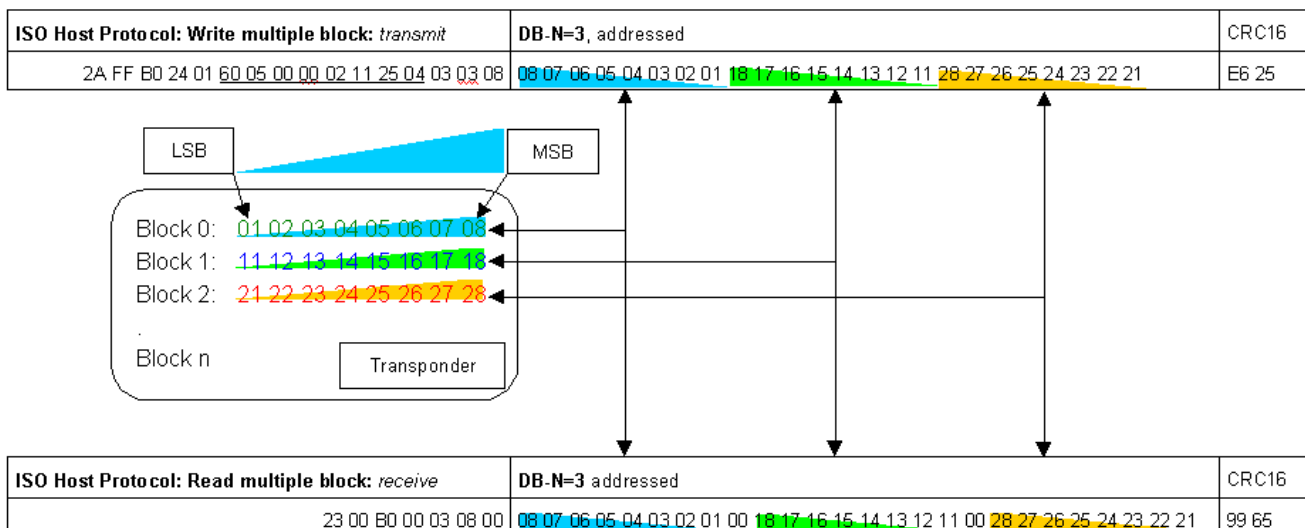 ISO Host Protocol: Write multiple block: transmit DB-N=3, addressed CRC16
2A FF B0 24 01 60 05 00 00 02 11 25 04 03 03 08 08 07 06 05 04 03 02 01 18 17 16 15 14 13 12 11 28 27 26 25 24 23 22 21 E6 25
LSB MSB
Block 0: 01 02 03 04 05 06 07 08
Block 1: 11 12 13 14 15 16 17 18
Block 2: 21 22 23 24 25 26 27 28
.
Block n
Transponder
ISO Host Protocol: Read multiple block: receive DB-N=3 addressed CRC16
23 00 B0 00 03 08 00 08 07 06 05 04 03 02 01 00 18 17 16 15 14 13 12 11 00 28 27 26 25 24 23 22 21 99 65